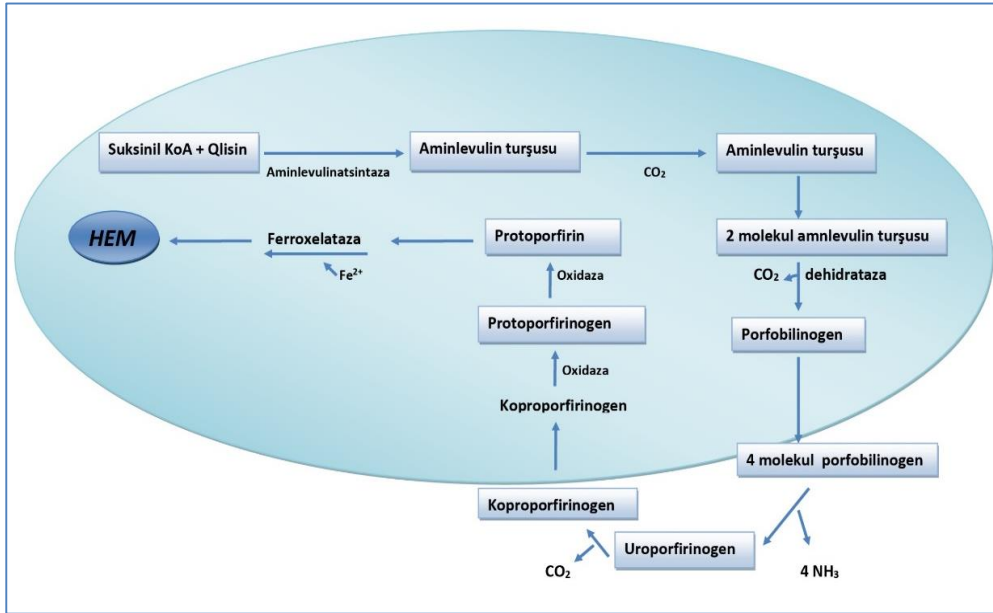 Suksinil KoA + Qlisin
Aminlevulinatsintaza
Aminlevulin turşusu
CO₂
Aminlevulin turşusu
2 molekul amnlevulin turşusu
CO₂
dehidrataza
Porfobilinogen
4 molekul porfobilinogen
4 NH₃
Uroporfirinogen
CO₂
Koproporfirinogen
Koproporfirinogen
Oxidaza
Protoporfirinogen
Oxidaza
Protoporfirin
Ferroxelataza
Fe²⁺
HEM